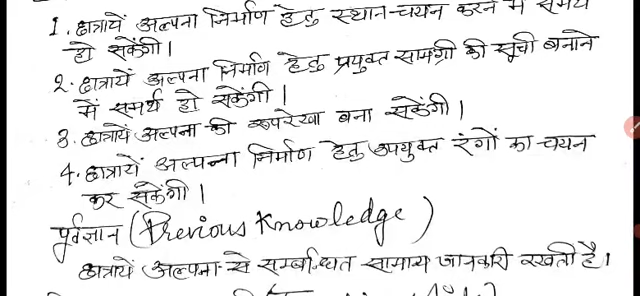 1. छात्रायें अल्पना निर्माण हेतु स्थान-चयन करने में समर्थ
हो सकेंगी।
2. छात्रायें अल्पना निर्माण हेतु प्रयुक्त सामग्री की सूची बनाने
में समर्थ हो सकेंगी।
3. छात्रायें अल्पना की रूपरेखा बना सकेंगी।
4. छात्रायें अल्पना निर्माण हेतु उपयुक्त रंगों का चयन
कर सकेंगी।
पूर्वज्ञान (Previous Knowledge)
छात्रायें अल्पना से सम्बन्धित सामान्य जानकारी रखती है।